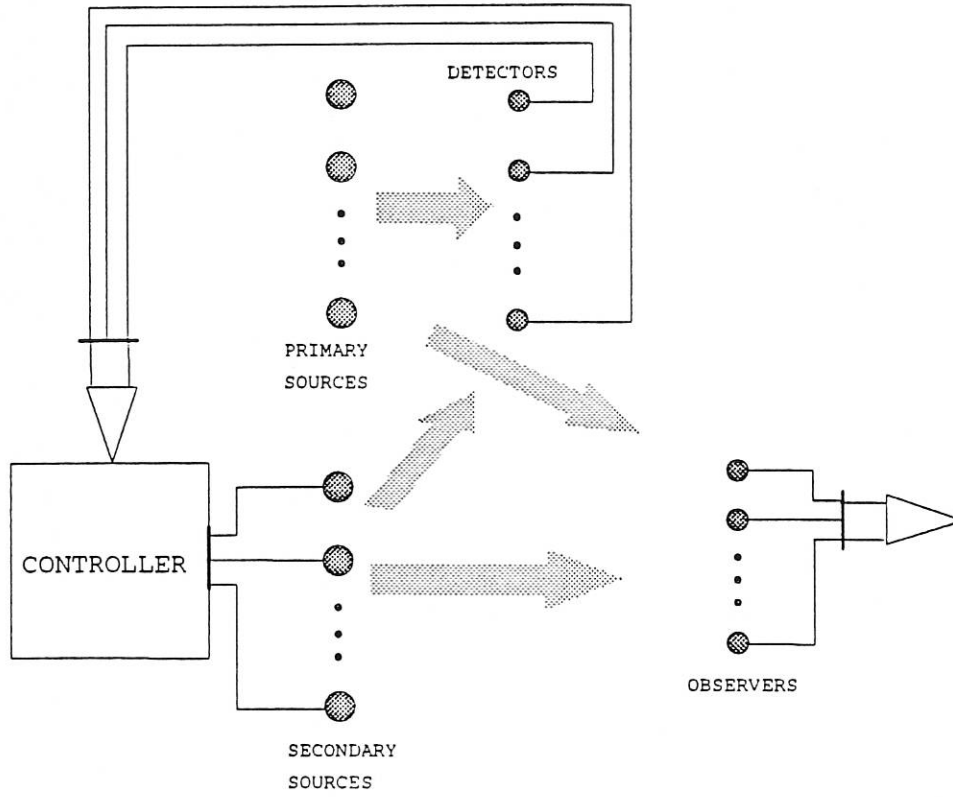 DETECTORS
PRIMARY
SOURCES
CONTROLLER
OBSERVERS
SECONDARY
SOURCES